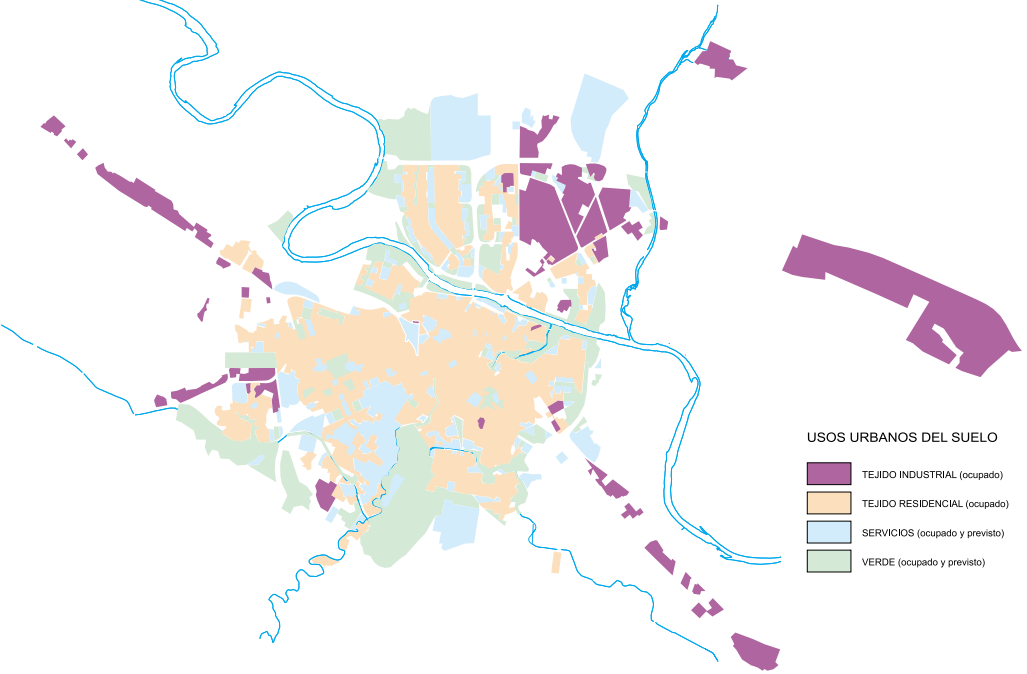 USOS URBANOS DEL SUELO
TEJIDO INDUSTRIAL (ocupado)
TEJIDO RESIDENCIAL (ocupado)
SERVICIOS (ocupado y previsto)
VERDE (ocupado y previsto)